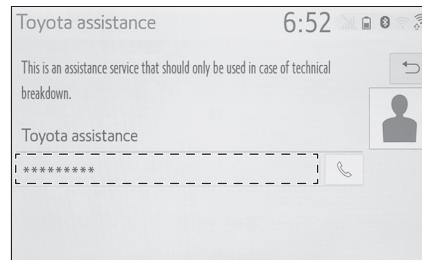 Toyota assistance 6:52
This is an assistance service that should only be used in case of technical
breakdown.
Toyota assistance
*********